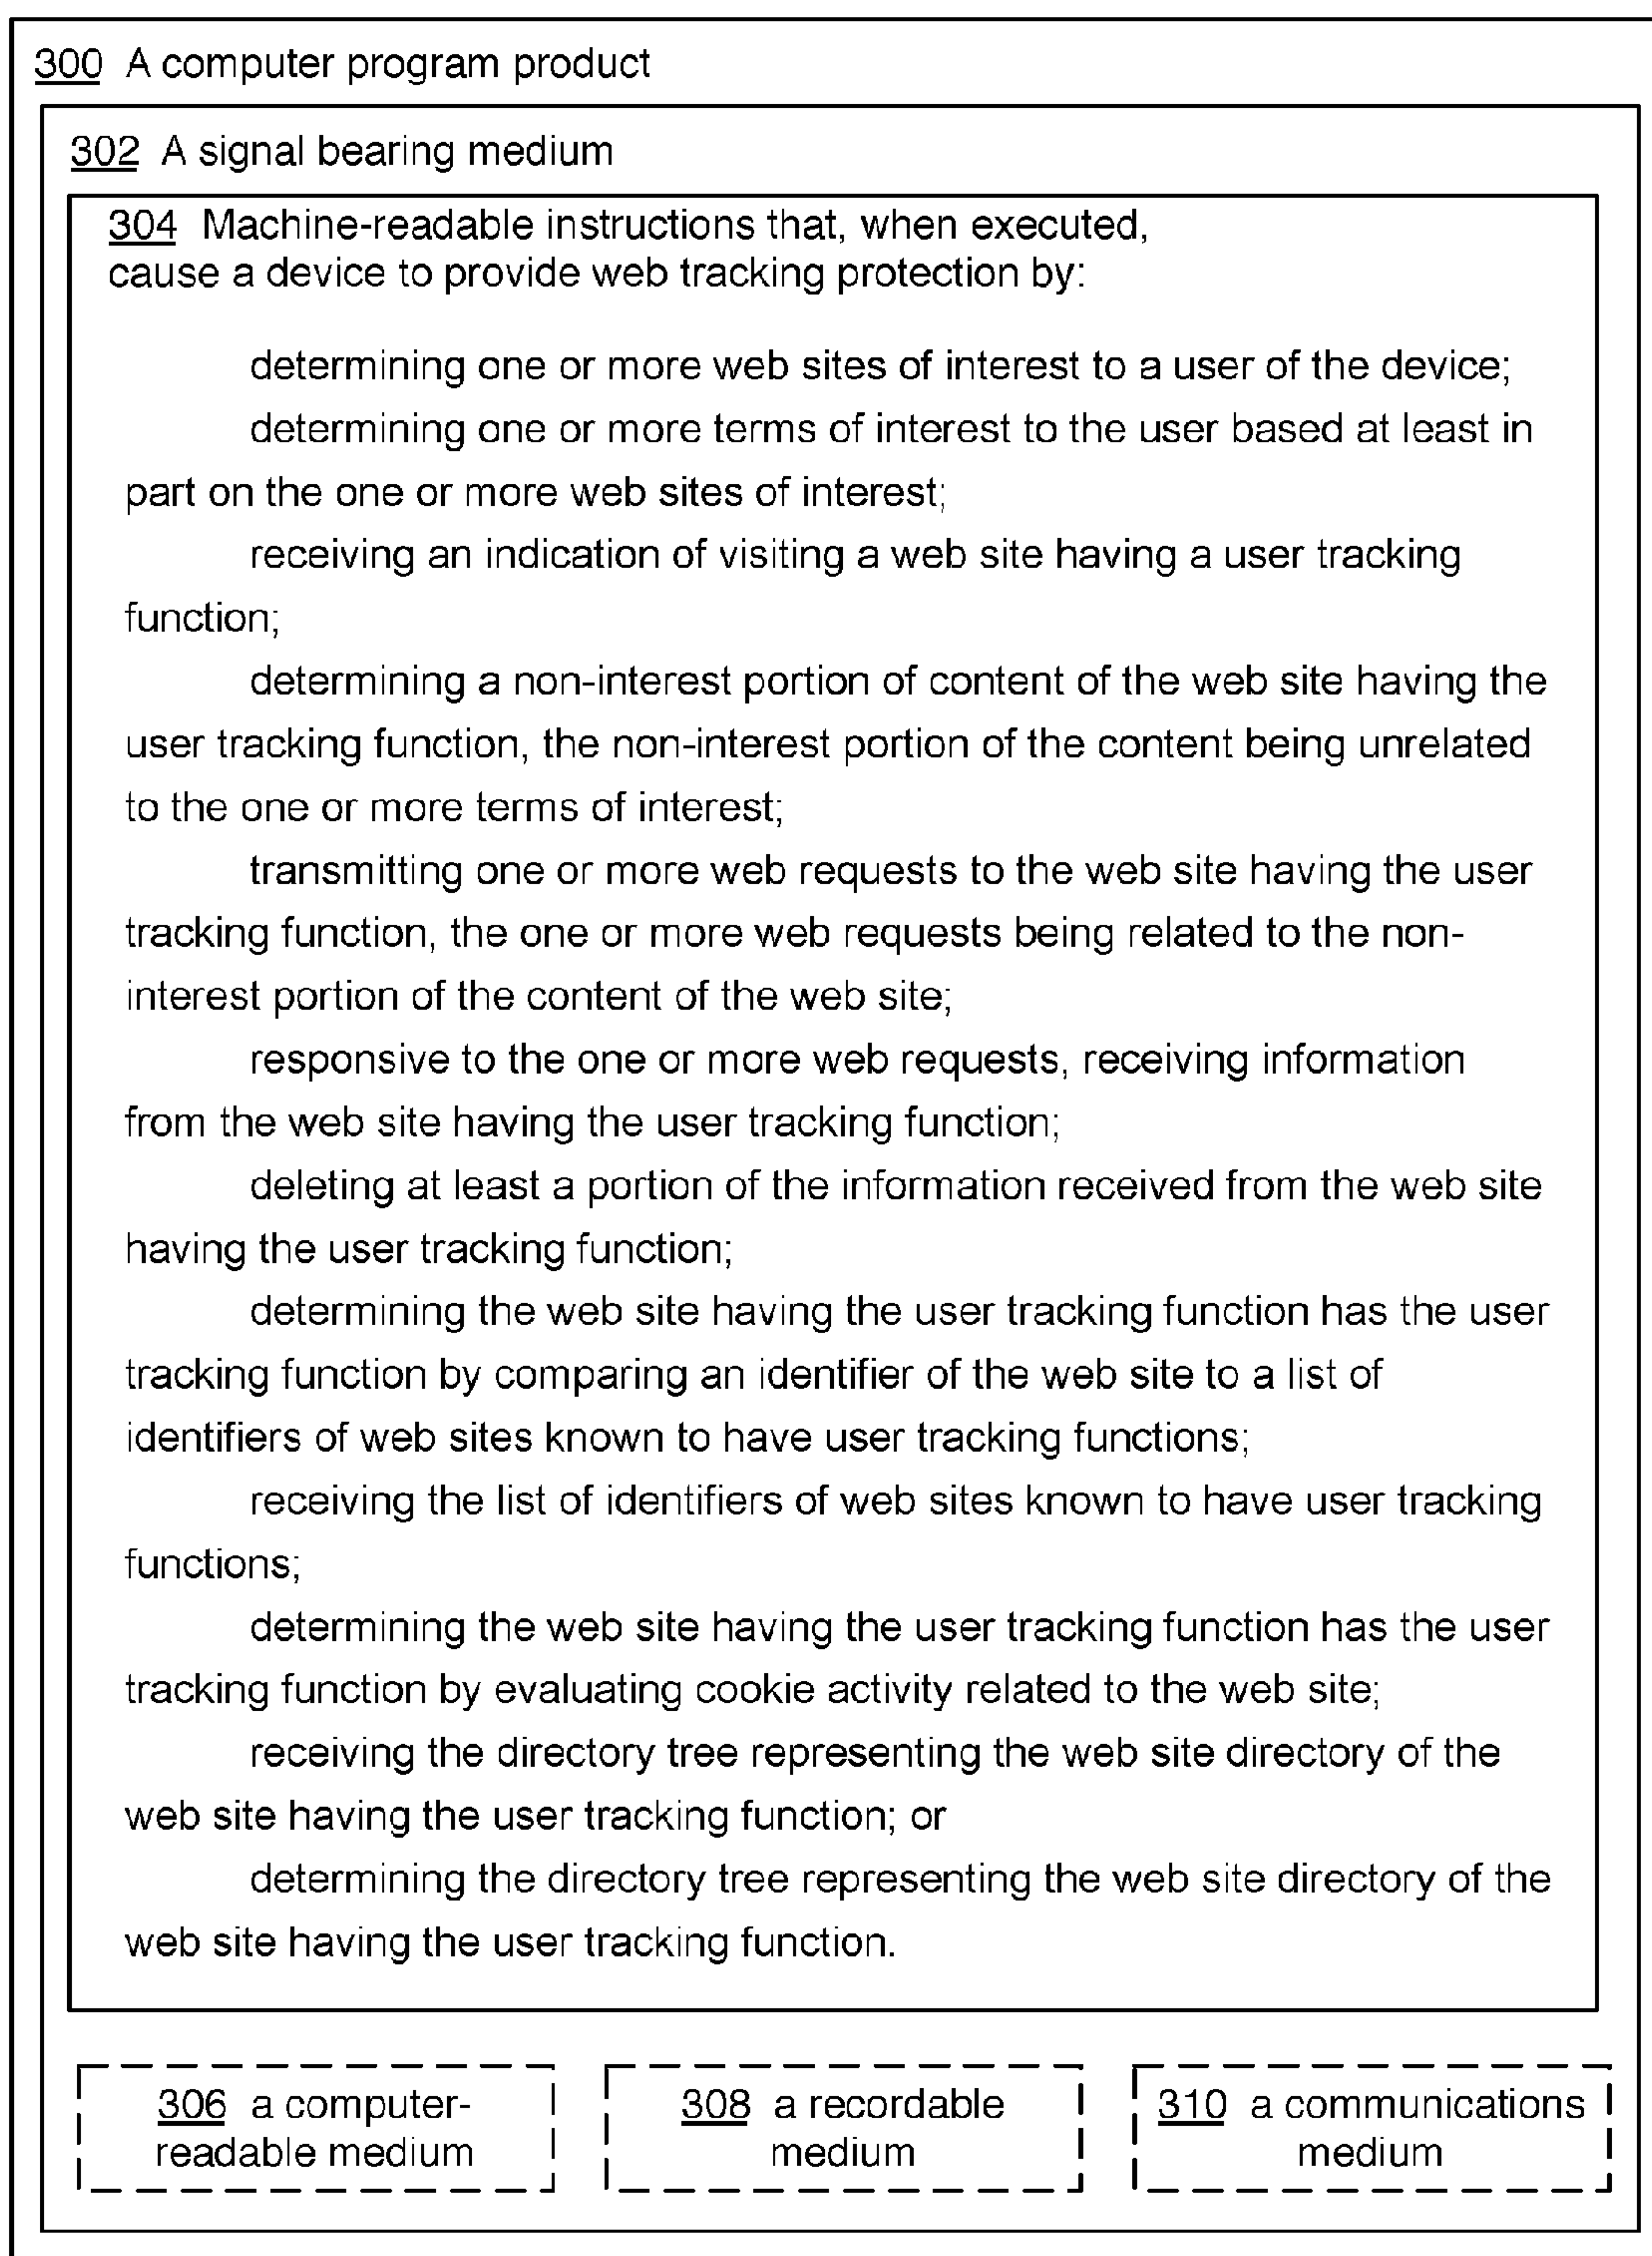 300 A computer program product
302 A signal bearing medium
304 Machine-readable instructions that, when executed,
cause a device to provide web tracking protection by:
determining one or more web sites of interest to a user of the device;
determining one or more terms of interest to the user based at least in
part on the one or more web sites of interest;
receiving an indication of visiting a web site having a user tracking
function;
determining a non-interest portion of content of the web site having the
user tracking function, the non-interest portion of the content being unrelated
to the one or more terms of interest;
transmitting one or more web requests to the web site having the user
tracking function, the one or more web requests being related to the non-
interest portion of the content of the web site;
responsive to the one or more web requests, receiving information
from the web site having the user tracking function;
deleting at least a portion of the information received from the web site
having the user tracking function;
determining the web site having the user tracking function has the user
tracking function by comparing an identifier of the web site to a list of
identifiers of web sites known to have user tracking functions;
receiving the list of identifiers of web sites known to have user tracking
functions;
determining the web site having the user tracking function has the user
tracking function by evaluating cookie activity related to the web site;
receiving the directory tree representing the web site directory of the
web site having the user tracking function; or
determining the directory tree representing the web site directory of the
web site having the user tracking function.
306 a computer-
readable medium
308 a recordable
medium
310 a communications
medium